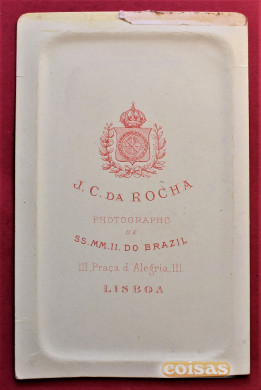 J. C. DA ROCHA
PHOTOGRAPHO
DE
SS. MM. II. DO BRAZIL
111, Praça d'Alegria, 111
LISBOA
coisas